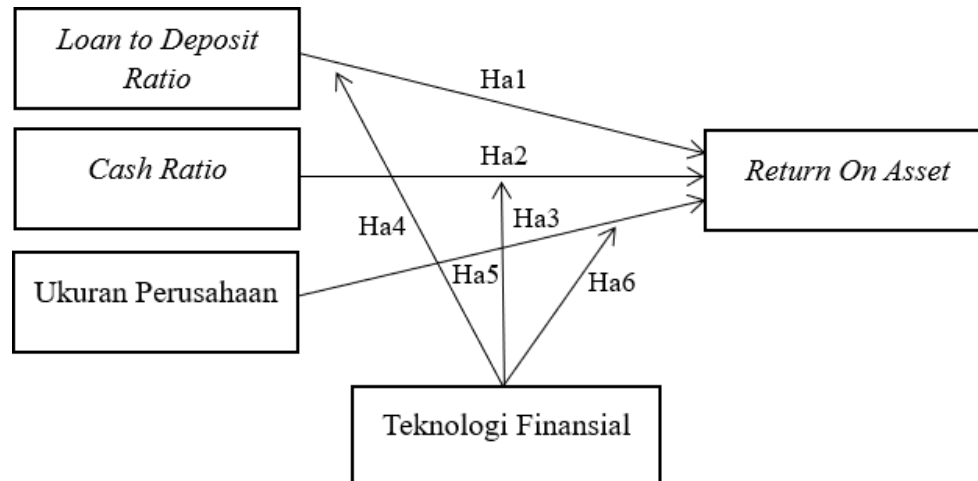 Loan to Deposit
Ratio
Ha1
Cash Ratio
Ha2
Return On Asset
Ha4
Ha3
Ukuran Perusahaan
Ha5
Ha6
Teknologi Finansial